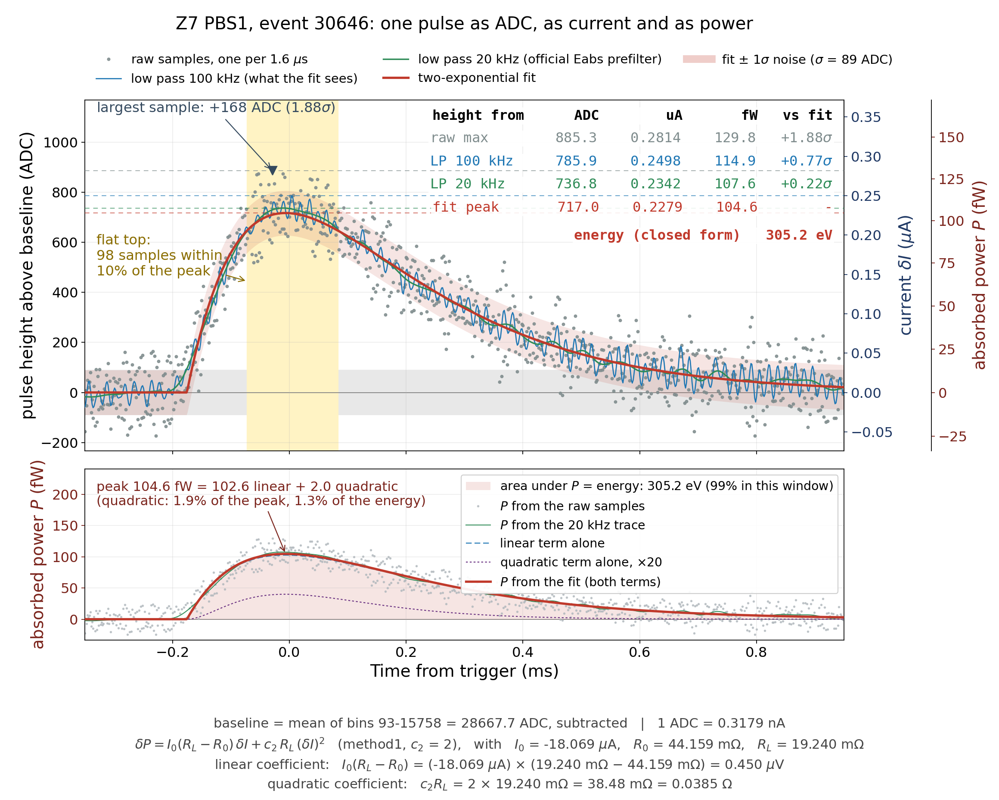 Z7 PBS1, event 30646: one pulse as ADC, as current and as power
raw samples, one per 1.6 μs
low pass 100 kHz (what the fit sees)
low pass 20 kHz (official Eabs prefilter)
two-exponential fit
fit ± 1σ noise (σ = 89 ADC)
largest sample: +168 ADC (1.88σ)
height from ADC uA fW vs fit
raw max 885.3 0.2814 129.8 +1.88σ
LP 100 kHz 785.9 0.2498 114.9 +0.77σ
LP 20 kHz 736.8 0.2342 107.6 +0.22σ
fit peak 717.0 0.2279 104.6 -
energy (closed form) 305.2 eV
flat top:
98 samples within
10% of the peak
pulse height above baseline (ADC)
1000
800
600
400
200
0
−200
0.35
0.30
0.25
0.20
0.15
0.10
0.05
0.00
−0.05
current δI (μA)
150
125
100
75
50
25
0
−25
absorbed power P (fW)
absorbed power P (fW)
200
150
100
50
0
peak 104.6 fW = 102.6 linear + 2.0 quadratic
(quadratic: 1.9% of the peak, 1.3% of the energy)
area under P = energy: 305.2 eV (99% in this window)
P from the raw samples
P from the 20 kHz trace
linear term alone
quadratic term alone, ×20
P from the fit (both terms)
−0.2 0.0 0.2 0.4 0.6 0.8
Time from trigger (ms)
baseline = mean of bins 93-15758 = 28667.7 ADC, subtracted | 1 ADC = 0.3179 nA
δP = I₀(R_L − R₀) δI + c₂ R_L (δI)² (method1, c₂ = 2), with I₀ = -18.069 μA, R₀ = 44.159 mΩ, R_L = 19.240 mΩ
linear coefficient: I₀(R_L − R₀) = (-18.069 μA) × (19.240 mΩ − 44.159 mΩ) = 0.450 μV
quadratic coefficient: c₂R_L = 2 × 19.240 mΩ = 38.48 mΩ = 0.0385 Ω